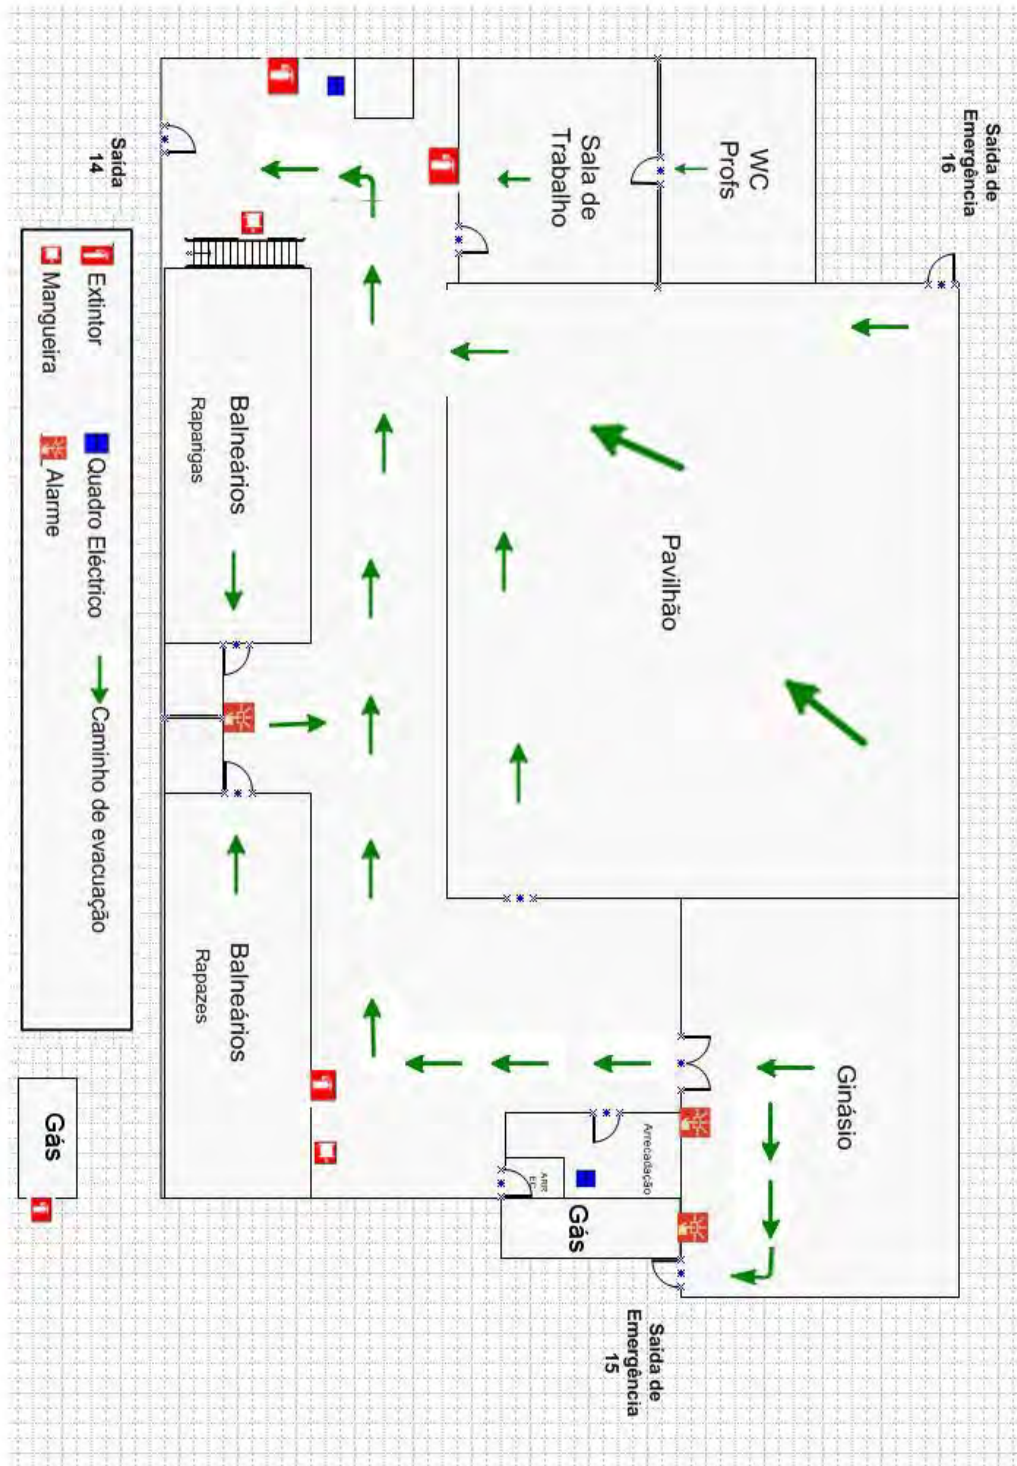 Saída de
Emergência
16
Ginásio
WC
Profs
Pavilhão
Saída de
Emergência
15
Arrecadação
Sala de
Trabalho
Gás
Balneários
Raparigas
Balneários
Rapazes
Saída
14
Extintor
Quadro Eléctrico
Caminho de evacuação
Mangueira
Alarme
Gás